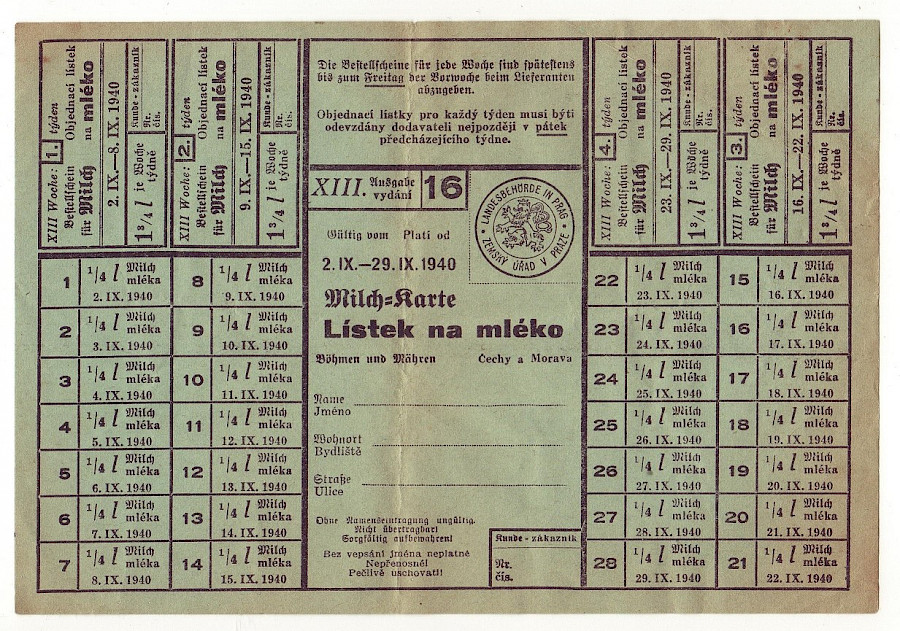 XIII Woche: 1. týden
Bestellschein Objednací lístek
für Milch na mléko
2. IX.—8. IX. 1940
1 3/4 l je Woche týdně
Kunde - zákazník
Nr.
čís.
XIII Woche: 2. týden
Bestellschein Objednací lístek
für Milch na mléko
9. IX.—15. IX. 1940
1 3/4 l je Woche týdně
Kunde - zákazník
Nr.
čís.
Die Bestellscheine für jede Woche sind spätestens
bis zum Freitag der Vorwoche beim Lieferanten
abzugeben.
Objednací lístky pro každý týden musí býti
odevzdány dodavateli nejpozději v pátek
předcházejícího týdne.
XIII. Ausgabe vydání 16
LANDESBEHÖRDE IN PRAG
ZEMSKÝ ÚŘAD V PRAZE
Gültig vom Platí od
2. IX.—29. IX. 1940
Milch=Karte
Lístek na mléko
Böhmen und Mähren Čechy a Morava
Name
Jméno
Wohnort
Bydliště
Straße
Ulice
Ohne Namenseintragung ungültig.
Nicht übertragbar!
Sorgfältig aufbewahren!
Bez vepsání jména neplatné
Nepřenosné!
Pečlivě uschovati!
Kunde - zákazník
Nr.
čís.
XIII Woche: 4. týden
Bestellschein Objednací lístek
für Milch na mléko
23. IX.—29. IX. 1940
1 3/4 l je Woche týdně
Kunde - zákazník
Nr.
čís.
XIII Woche: 3. týden
Bestellschein Objednací lístek
für Milch na mléko
16. IX.—22. IX. 1940
1 3/4 l je Woche týdně
Kunde - zákazník
Nr.
čís.
1 1/4 l Milch mléka
2. IX. 1940
2 1/4 l Milch mléka
3. IX. 1940
3 1/4 l Milch mléka
4. IX. 1940
4 1/4 l Milch mléka
5. IX. 1940
5 1/4 l Milch mléka
6. IX. 1940
6 1/4 l Milch mléka
7. IX. 1940
7 1/4 l Milch mléka
8. IX. 1940
8 1/4 l Milch mléka
9. IX. 1940
9 1/4 l Milch mléka
10. IX. 1940
10 1/4 l Milch mléka
11. IX. 1940
11 1/4 l Milch mléka
12. IX. 1940
12 1/4 l Milch mléka
13. IX. 1940
13 1/4 l Milch mléka
14. IX. 1940
14 1/4 l Milch mléka
15. IX. 1940
22 1/4 l Milch mléka
23. IX. 1940
23 1/4 l Milch mléka
24. IX. 1940
24 1/4 l Milch mléka
25. IX. 1940
25 1/4 l Milch mléka
26. IX. 1940
26 1/4 l Milch mléka
27. IX. 1940
27 1/4 l Milch mléka
28. IX. 1940
28 1/4 l Milch mléka
29. IX. 1940
15 1/4 l Milch mléka
16. IX. 1940
16 1/4 l Milch mléka
17. IX. 1940
17 1/4 l Milch mléka
18. IX. 1940
18 1/4 l Milch mléka
19. IX. 1940
19 1/4 l Milch mléka
20. IX. 1940
20 1/4 l Milch mléka
21. IX. 1940
21 1/4 l Milch mléka
22. IX. 1940